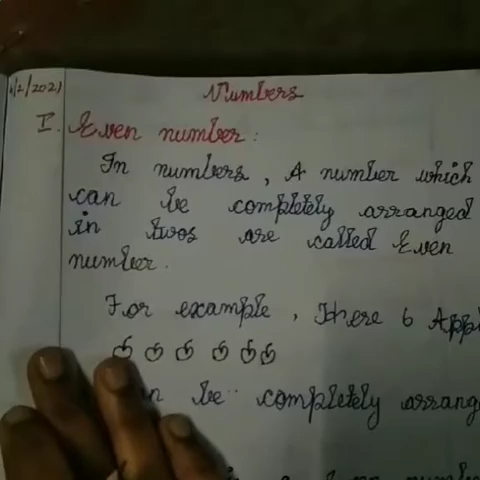 /2/2021
Numbers
I. Even number:
In numbers, A number which
can be completely arranged
in twos are called Even
number.
For example, There 6
be completely